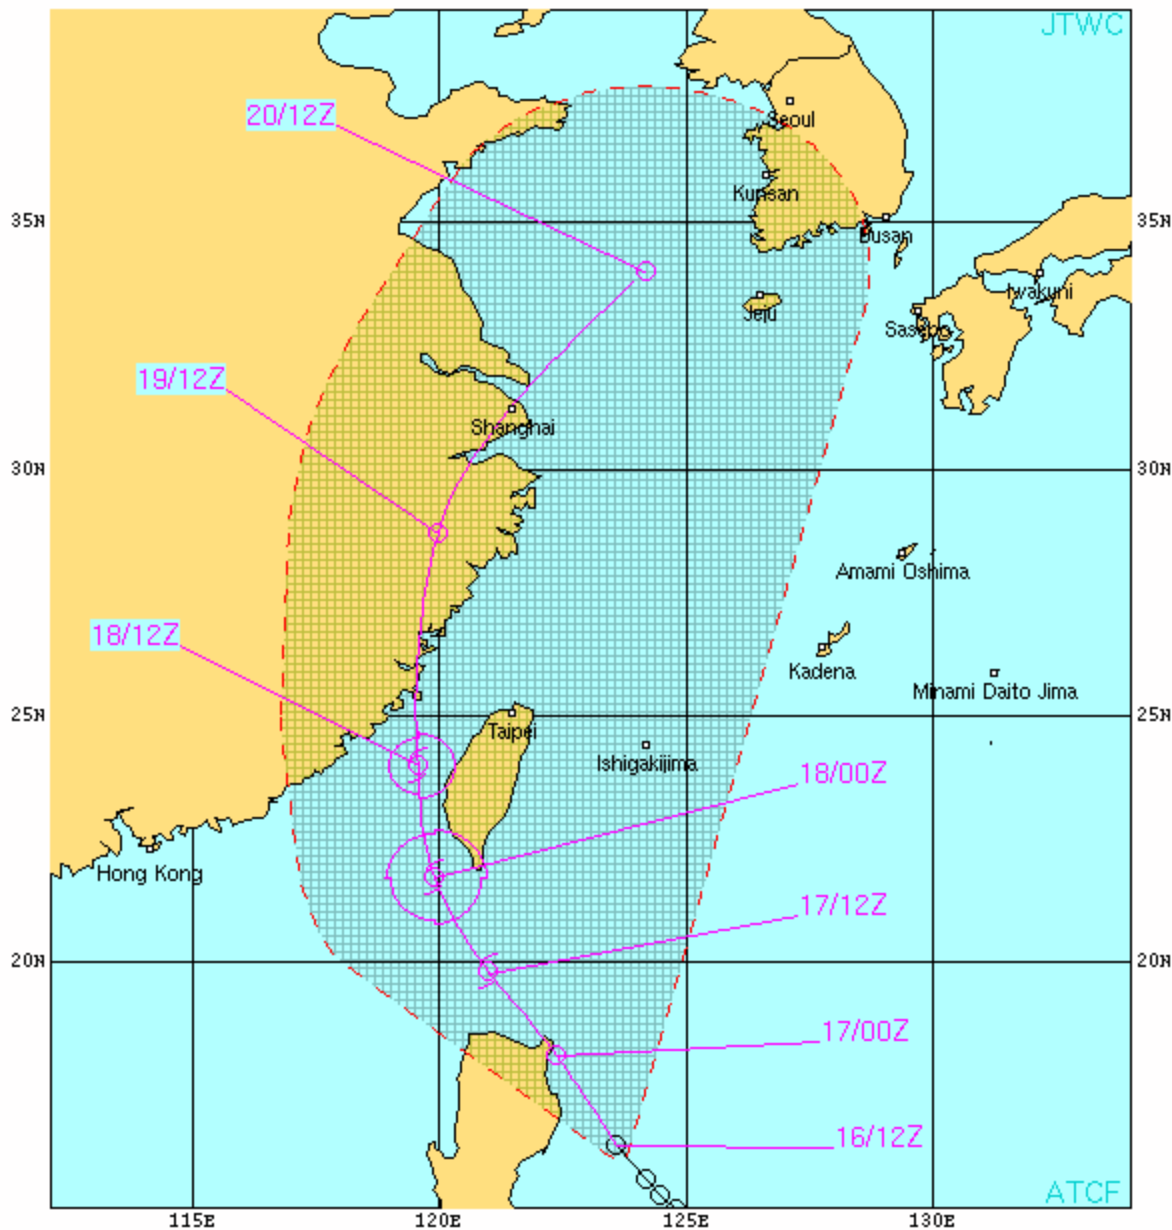 JTWC
20/12Z
Seoul
Kunsan
35N
35N
Busan
Iwakuni
Jeju
Sasebo
19/12Z
Shanghai
30N
30N
Amami Oshima
18/12Z
Kadena
Minami Daito Jima
25N
25N
Taipei
Ishigakijima
18/00Z
Hong Kong
17/12Z
20N
20N
17/00Z
16/12Z
ATCF
115E
120E
125E
130E